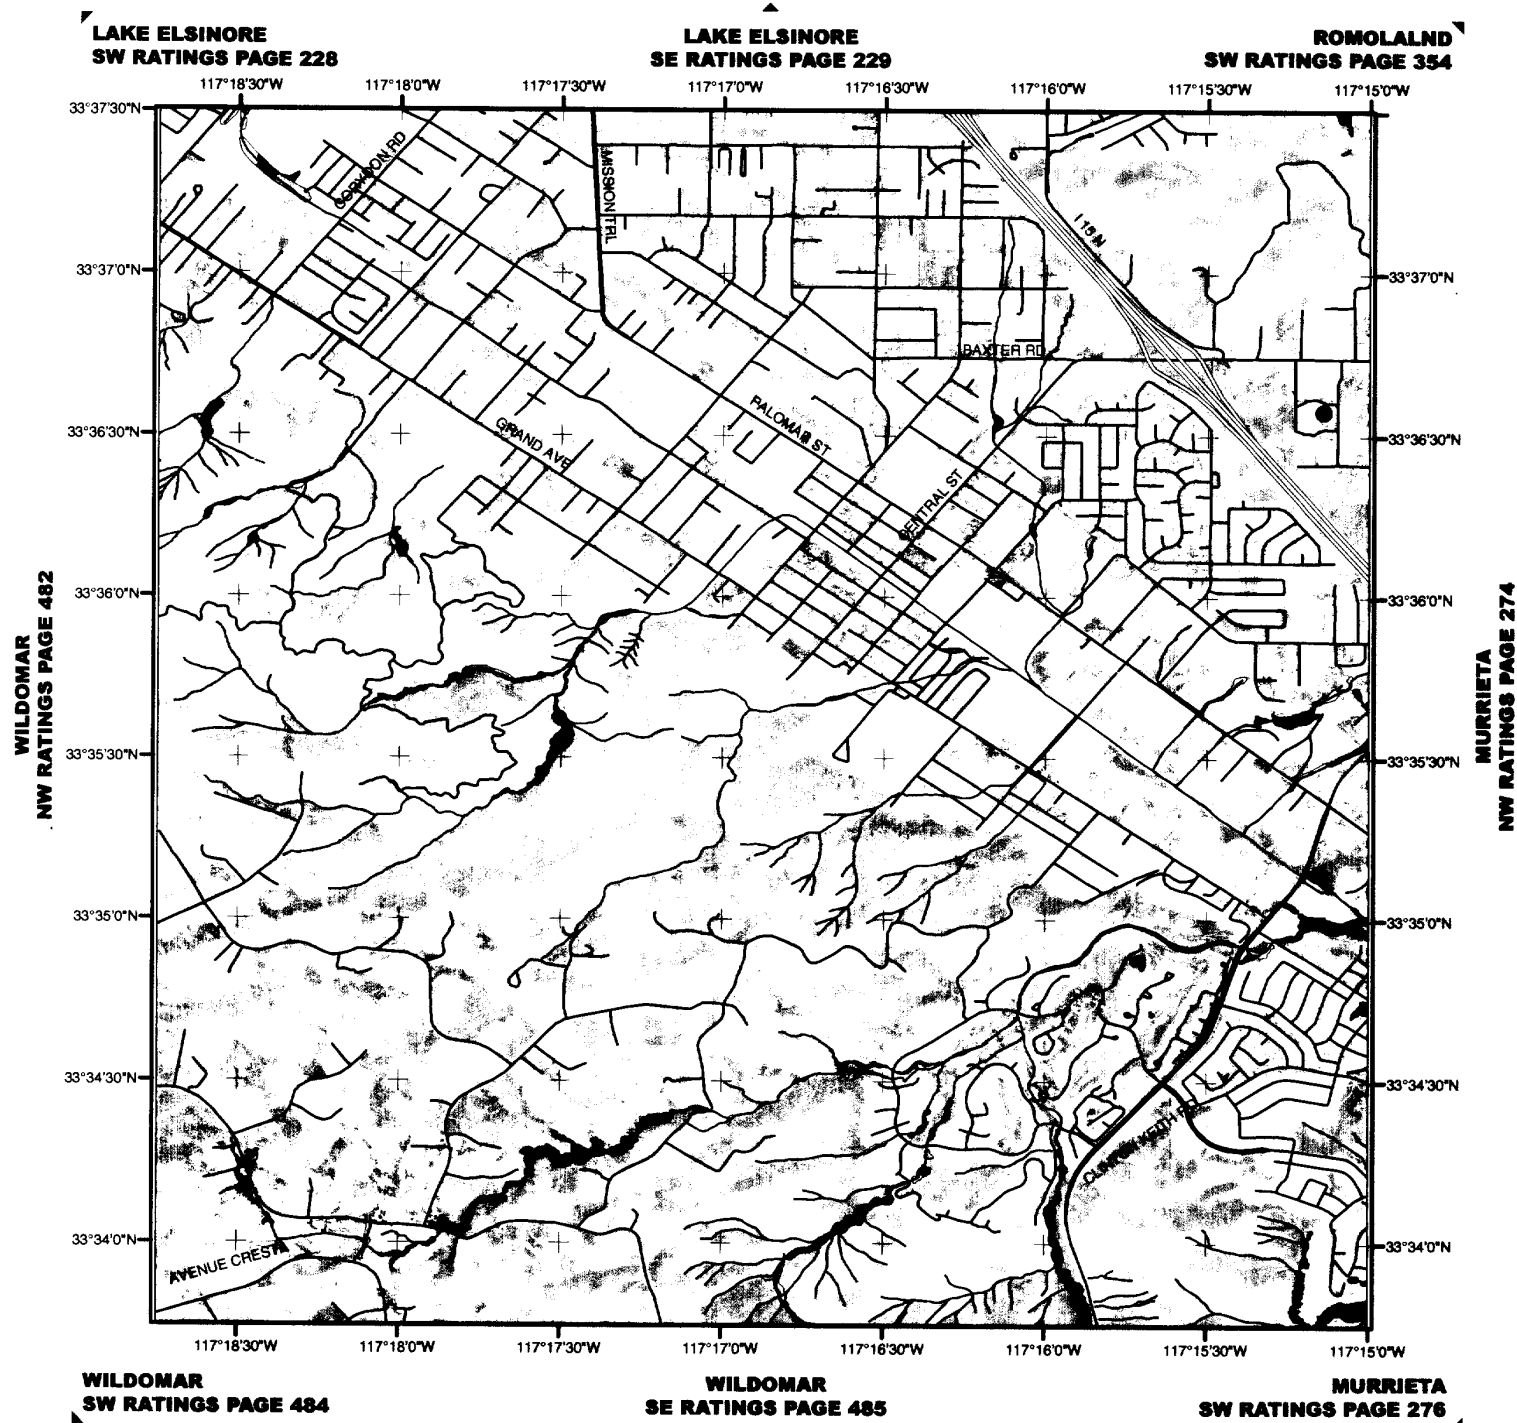 LAKE ELSINORE
SW RATINGS PAGE 228
LAKE ELSINORE
SE RATINGS PAGE 229
ROMOLALND
SW RATINGS PAGE 354
117°18'30"W 117°18'0"W 117°17'30"W 117°17'0"W 117°16'30"W 117°16'0"W 117°15'30"W 117°15'0"W
33°37'30"N
CORYDON RD
MISSION TRL
I 15 N
33°37'0"N 33°37'0"N
BAXTER RD
PALOMAR ST
GRAND AVE
33°36'30"N 33°36'30"N
CENTRAL ST
33°36'0"N 33°36'0"N
WILDOMAR
NW RATINGS PAGE 482
MURRIETA
NW RATINGS PAGE 274
33°35'30"N 33°35'30"N
33°35'0"N 33°35'0"N
33°34'30"N 33°34'30"N
CLINTON KEITH RD
33°34'0"N 33°34'0"N
AVENUE CRESTA
117°18'30"W 117°18'0"W 117°17'30"W 117°17'0"W 117°16'30"W 117°16'0"W 117°15'30"W 117°15'0"W
WILDOMAR
SW RATINGS PAGE 484
WILDOMAR
SE RATINGS PAGE 485
MURRIETA
SW RATINGS PAGE 276